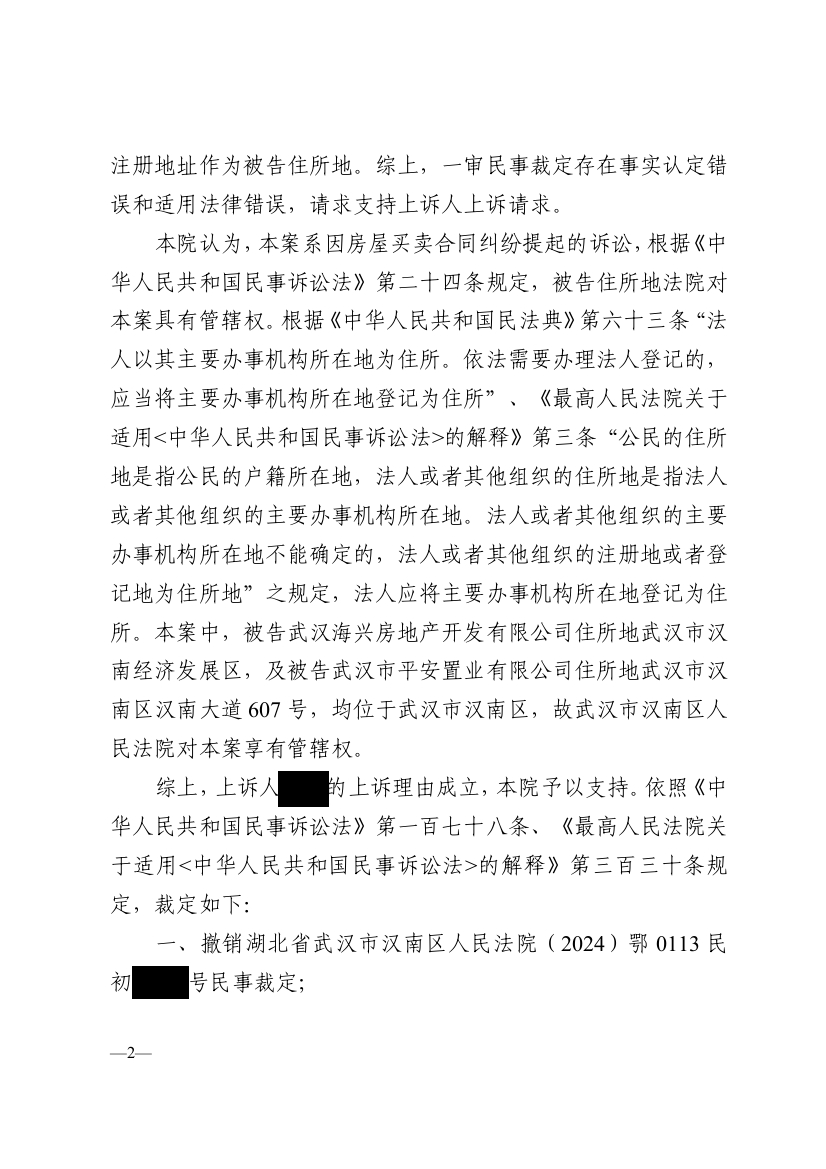 注册地址作为被告住所地。综上，一审民事裁定存在事实认定错
误和适用法律错误，请求支持上诉人上诉请求。
本院认为，本案系因房屋买卖合同纠纷提起的诉讼，根据《中
华人民共和国民事诉讼法》第二十四条规定，被告住所地法院对
本案具有管辖权。根据《中华人民共和国民法典》第六十三条“法
人以其主要办事机构所在地为住所。依法需要办理法人登记的，
应当将主要办事机构所在地登记为住所”、《最高人民法院关于
适用<中华人民共和国民事诉讼法>的解释》第三条“公民的住所
地是指公民的户籍所在地，法人或者其他组织的住所地是指法人
或者其他组织的主要办事机构所在地。法人或者其他组织的主要
办事机构所在地不能确定的，法人或者其他组织的注册地或者登
记地为住所地”之规定，法人应将主要办事机构所在地登记为住
所。本案中，被告武汉海兴房地产开发有限公司住所地武汉市汉
南经济发展区，及被告武汉市平安置业有限公司住所地武汉市汉
南区汉南大道 607 号，均位于武汉市汉南区，故武汉市汉南区人
民法院对本案享有管辖权。
综上，上诉人的上诉理由成立，本院予以支持。依照《中
华人民共和国民事诉讼法》第一百七十八条、《最高人民法院关
于适用<中华人民共和国民事诉讼法>的解释》第三百三十条规
定，裁定如下：
一、撤销湖北省武汉市汉南区人民法院（2024）鄂 0113 民
初号民事裁定；
—2—